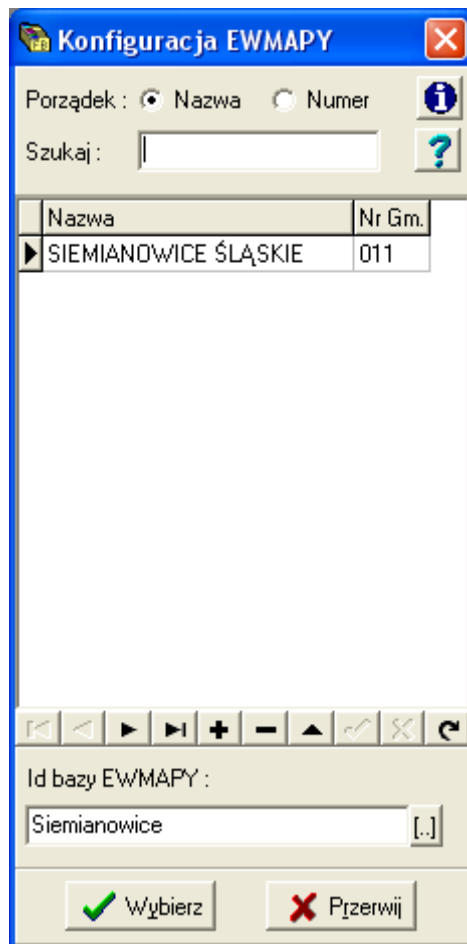 Konfiguracja EWMAPY
Porządek : Nazwa Numer
Szukaj :
Nazwa Nr Gm.
SIEMIANOWICE ŚLĄSKIE 011
Id bazy EWMAPY :
Siemianowice [..]
Wybierz Przerwij